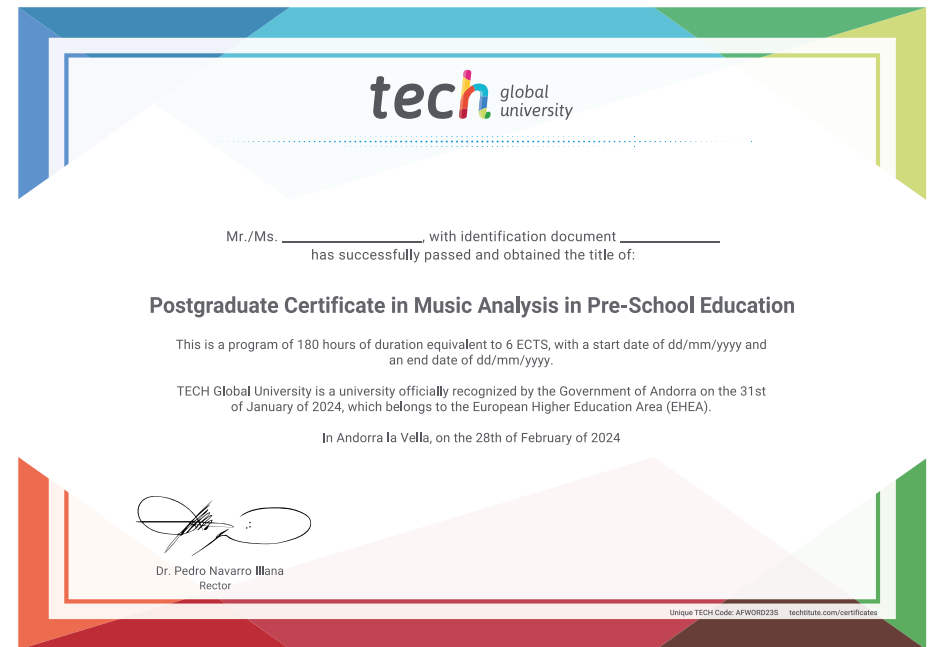 tech global
university
Mr./Ms. ____________, with identification document ____________
has successfully passed and obtained the title of:
Postgraduate Certificate in Music Analysis in Pre-School Education
This is a program of 180 hours of duration equivalent to 6 ECTS, with a start date of dd/mm/yyyy and
an end date of dd/mm/yyyy.
TECH Global University is a university officially recognized by the Government of Andorra on the 31st
of January of 2024, which belongs to the European Higher Education Area (EHEA).
In Andorra la Vella, on the 28th of February of 2024
Dr. Pedro Navarro Illana
Rector
Unique TECH Code: AFWORD23S techtitute.com/certificates